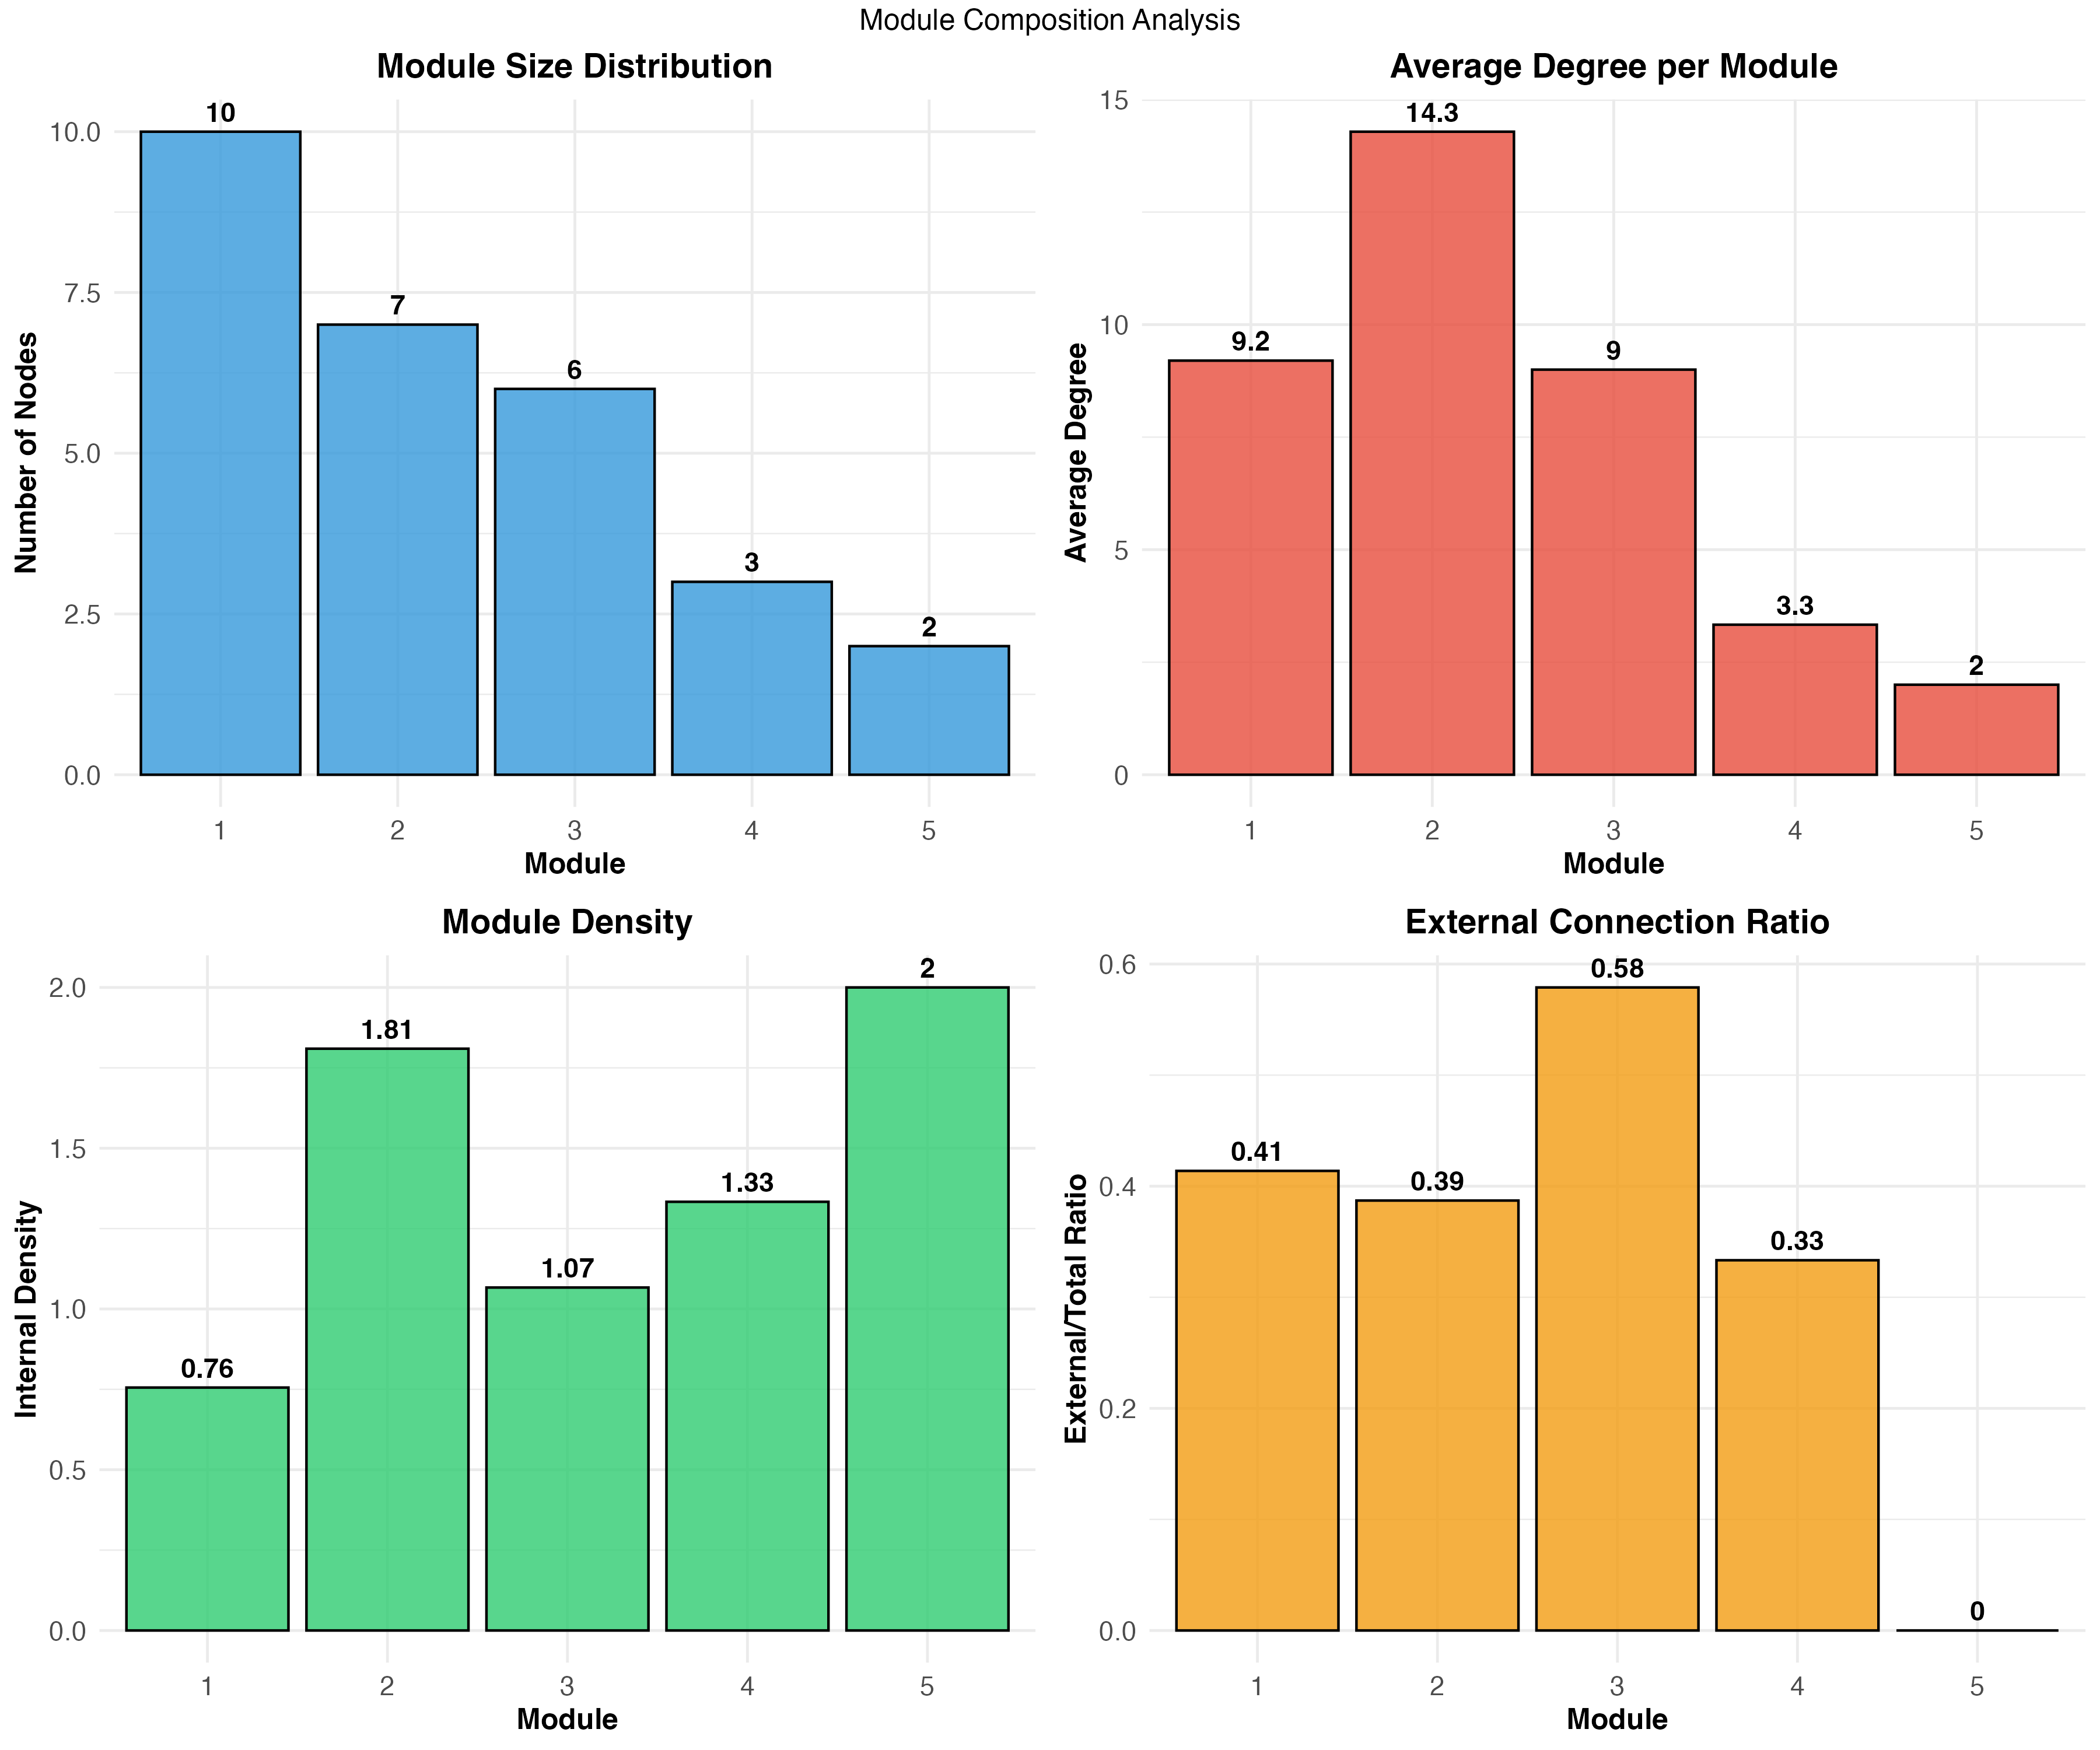 Module Composition Analysis
Module Size Distribution
10
10.0
7
7.5
6
5.0
3
2.5
2
0.0
1 2 3 4 5
Module
Number of Nodes
Average Degree per Module
15
14.3
10
9.2
9
5
3.3
2
0
1 2 3 4 5
Module
Average Degree
Module Density
2
2.0
1.81
1.5
1.33
1.07
1.0
0.76
0.5
0.0
1 2 3 4 5
Module
Internal Density
External Connection Ratio
0.6
0.58
0.41
0.39
0.4
0.33
0.2
0
0.0
1 2 3 4 5
Module
External/Total Ratio